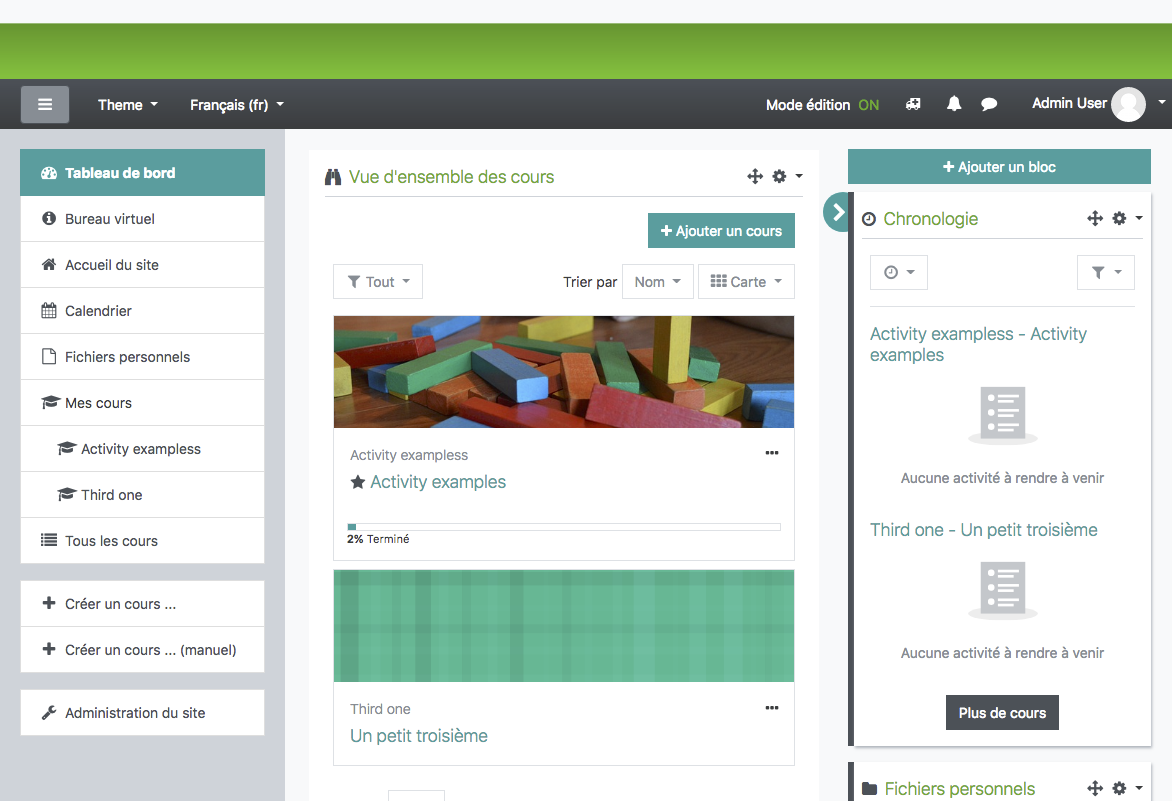 Theme
Français (fr)
Mode édition ON
Admin User
Tableau de bord
Bureau virtuel
Accueil du site
Calendrier
Fichiers personnels
Mes cours
Activity exampless
Third one
Tous les cours
Créer un cours ...
Créer un cours ... (manuel)
Administration du site
Vue d'ensemble des cours
Ajouter un cours
Tout
Trier par
Nom
Carte
Activity exampless
Activity examples
2% Terminé
Third one
Un petit troisième
Ajouter un bloc
Chronologie
Activity exampless - Activity
examples
Aucune activité à rendre à venir
Third one - Un petit troisième
Aucune activité à rendre à venir
Plus de cours
Fichiers personnels